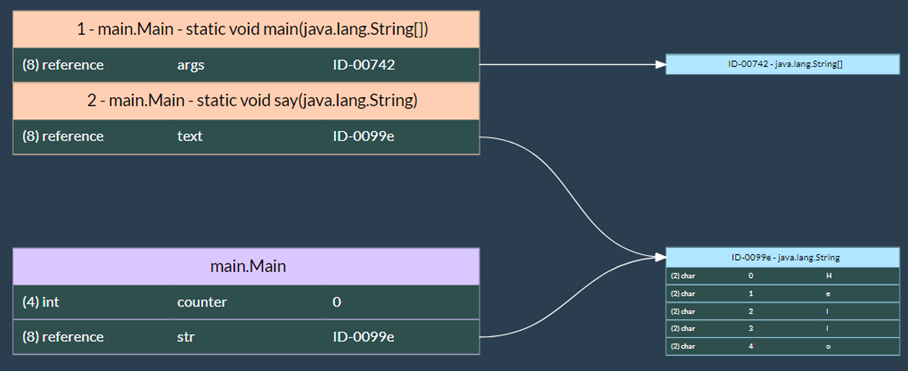 1 - main.Main - static void main(java.lang.String[])
(8) reference args ID-00742
2 - main.Main - static void say(java.lang.String)
(8) reference text ID-0099e
main.Main
(4) int counter 0
(8) reference str ID-0099e
ID-00742 - java.lang.String[]
ID-0099e - java.lang.String
(2) char 0 H
(2) char 1 e
(2) char 2 l
(2) char 3 l
(2) char 4 o